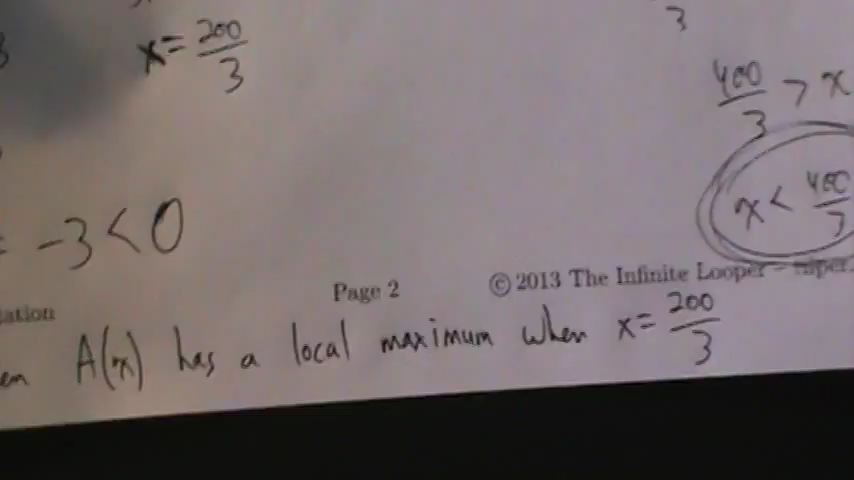 x = 200/3
3
400/3 > x
= -3 < 0
x < 400/3
Page 2 © 2013 The Infinite Looper -
A(x) has a local maximum when x = 200/3